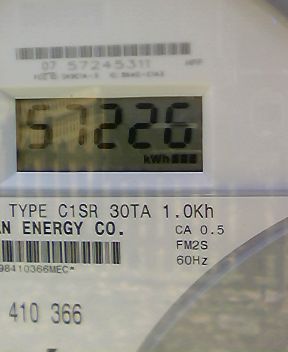 07 57245311
57226
kWh
TYPE C1SR 30TA 1.0Kh
AN ENERGY CO. CA 0.5
FM2S
60Hz
98410366MEC*
410 366